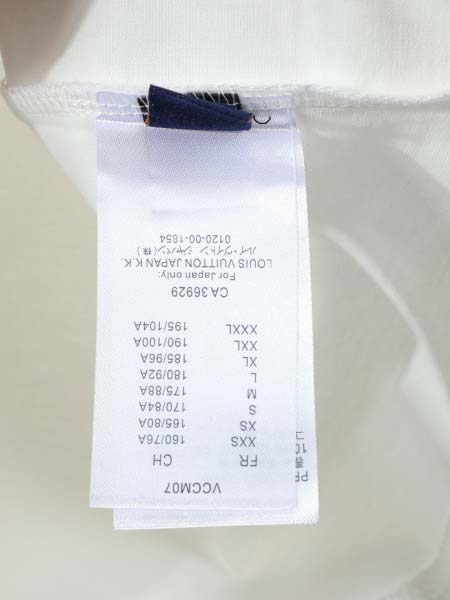 VCCM07
FR CH
XXS 160/76A
XS 165/80A
S 170/84A
M 175/88A
L 180/92A
XL 185/96A
XXL 190/100A
XXXL 195/104A
CA 36929
For Japan only:
LOUIS VUITTON JAPAN K.K.
ルイ・ヴィトン ジャパン(株)
0120-00-1854